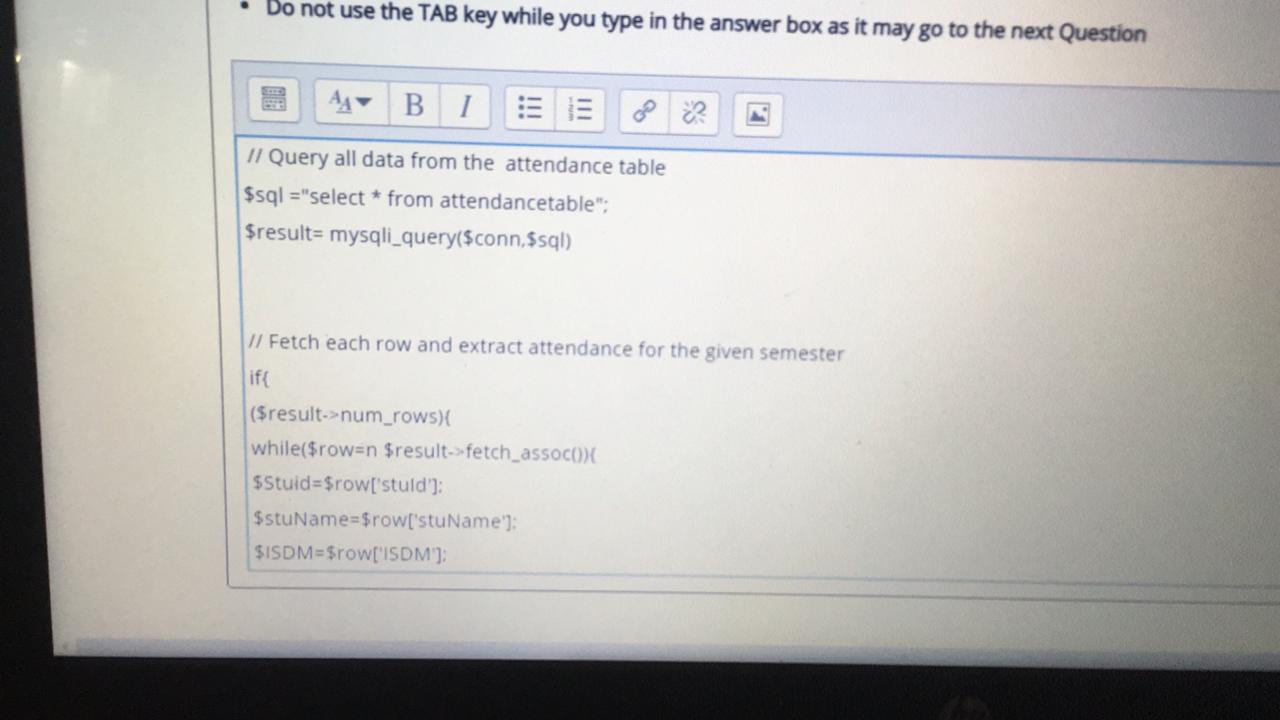 Do not use the TAB key while you type in the answer box as it may go to the next Question
// Query all data from the attendance table
$sql ="select * from attendancetable";
$result= mysqli_query($conn,$sql)
// Fetch each row and extract attendance for the given semester
if{
($result->num_rows){
while($row=n $result->fetch_assoc()){
$Stuid=$row['stuId'];
$stuName=$row['stuName'];
$ISDM=$row['ISDM'];